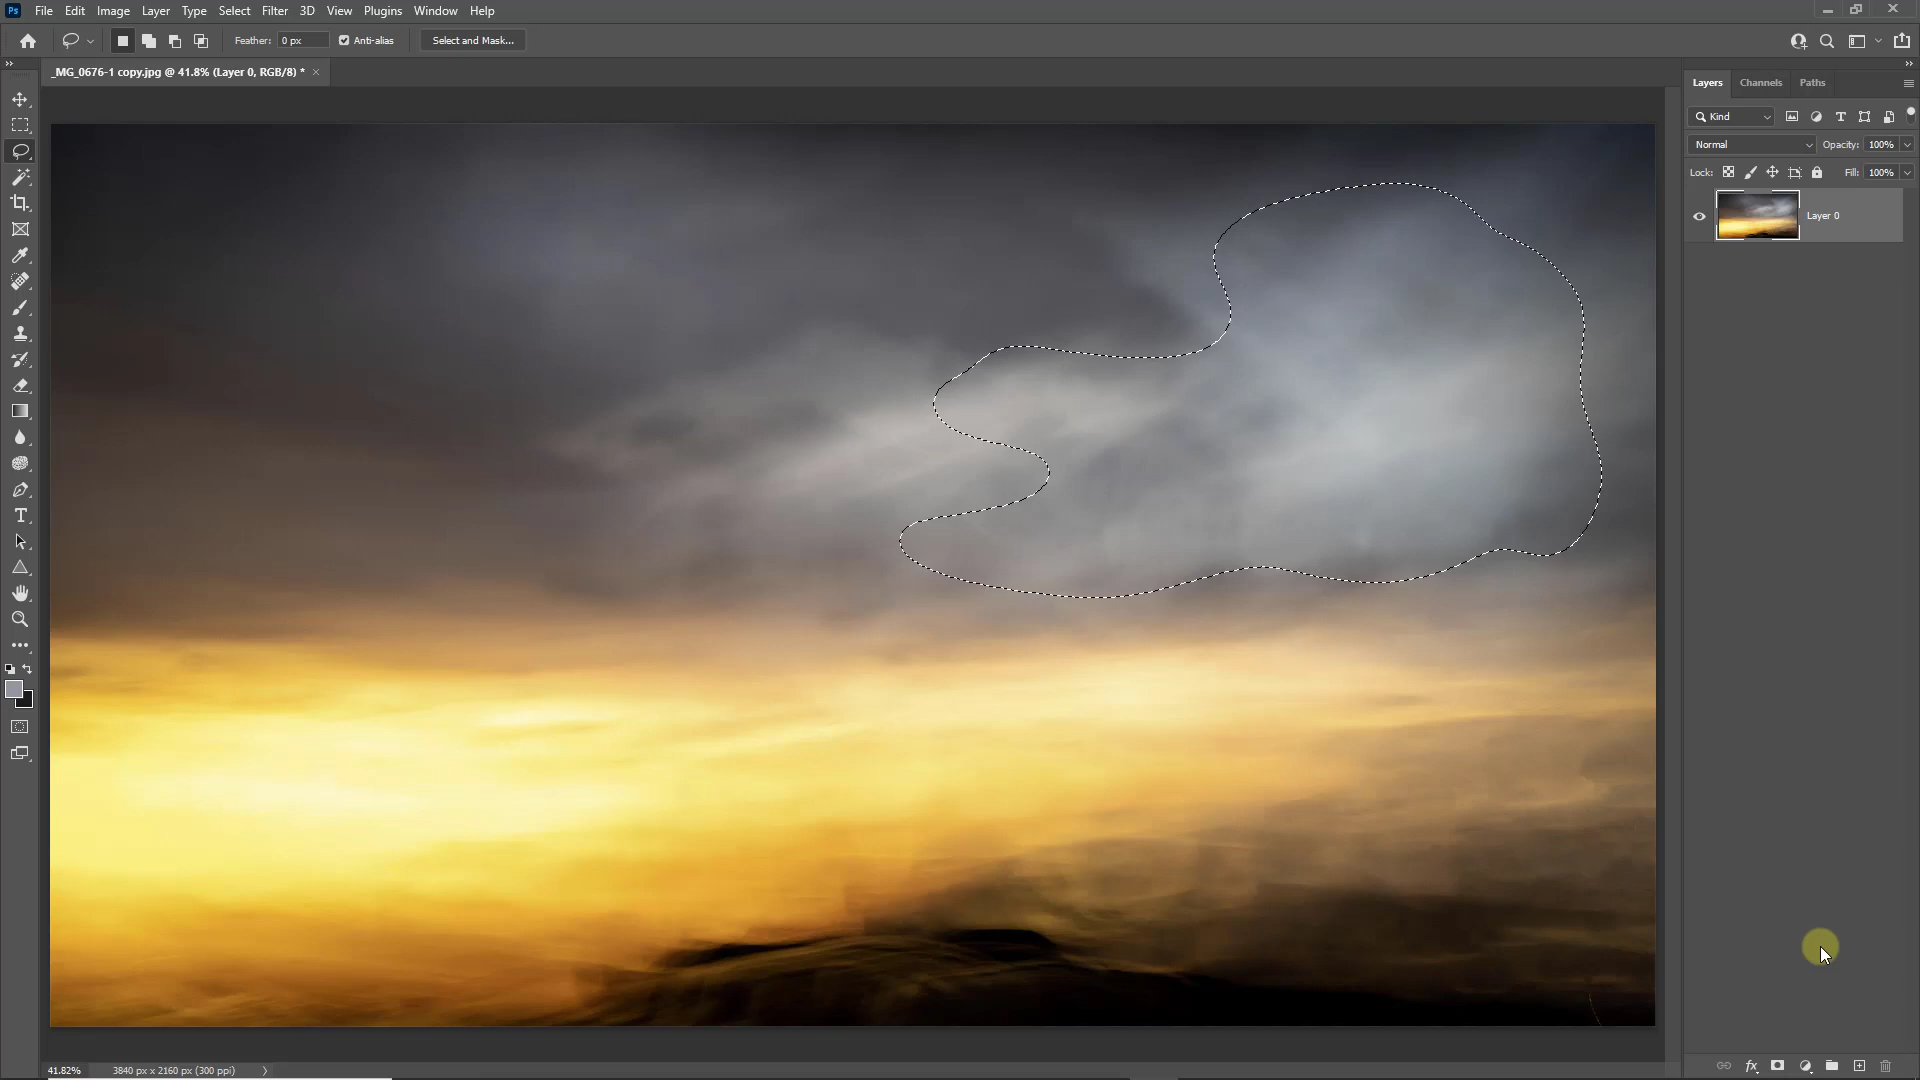 Ps File Edit Image Layer Type Select Filter 3D View Plugins Window Help
Feather: 0 px Anti-alias Select and Mask...
_MG_0676-1 copy.jpg @ 41.8% (Layer 0, RGB/8) * ×
Layers Channels Paths
Kind
Normal Opacity: 100%
Lock: Fill: 100%
Layer 0
41.82% 3840 px x 2160 px (300 ppi)